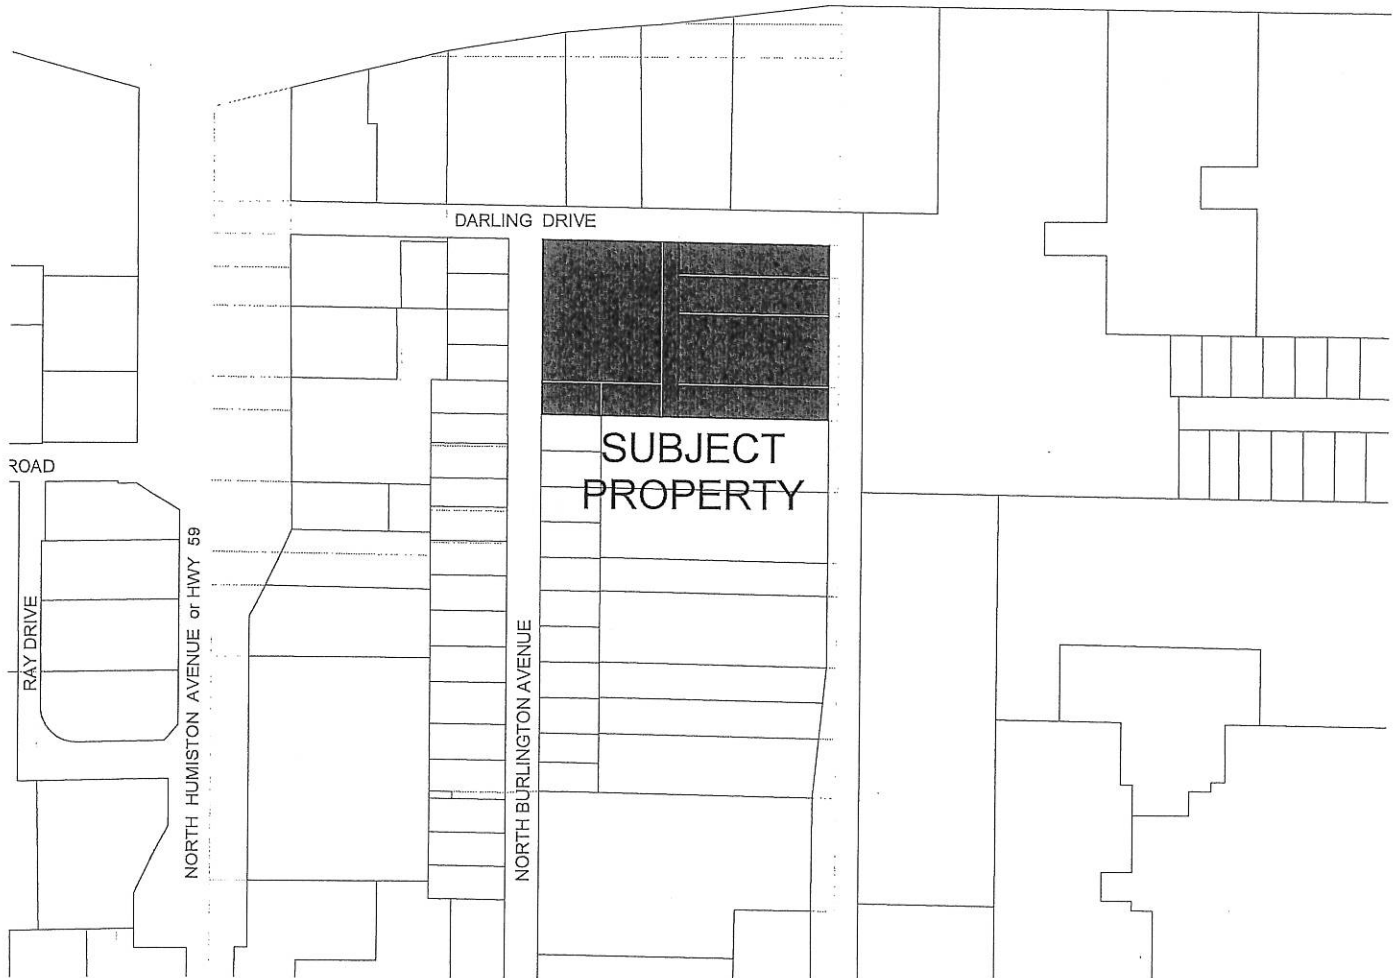 DARLING DRIVE
SUBJECT
PROPERTY
ROAD
RAY DRIVE
NORTH HUMISTON AVENUE or HWY 59
NORTH BURLINGTON AVENUE